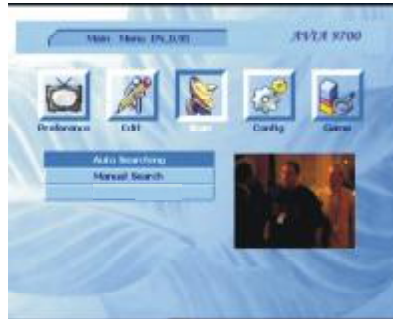 Main Menu
AVIA 9700
Preference
Edit
Config
Game
Auto Searching
Manual Search